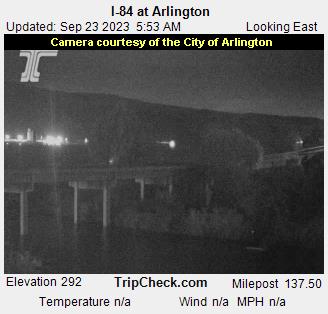 I-84 at Arlington
Updated: Sep 23 2023 5:53 AM Looking East
Camera courtesy of the City of Arlington
Elevation 292 TripCheck.com Milepost 137.50
Temperature n/a Wind n/a MPH n/a